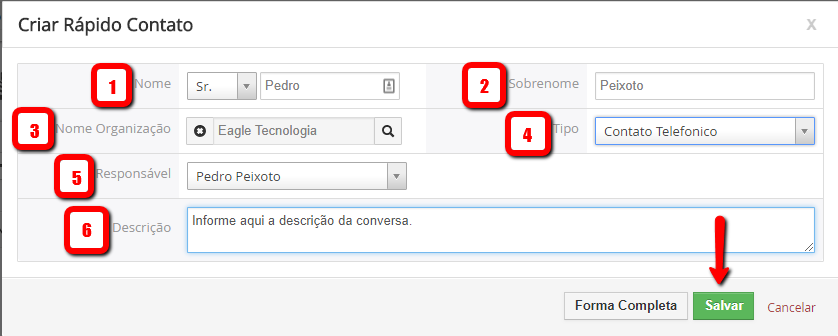 Criar Rápido Contato x
1 Nome Sr. Pedro 2 Sobrenome Peixoto
3 Nome Organização Eagle Tecnologia 4 Tipo Contato Telefonico
5 Responsável Pedro Peixoto
6 Descrição Informe aqui a descrição da conversa.
Forma Completa Salvar Cancelar